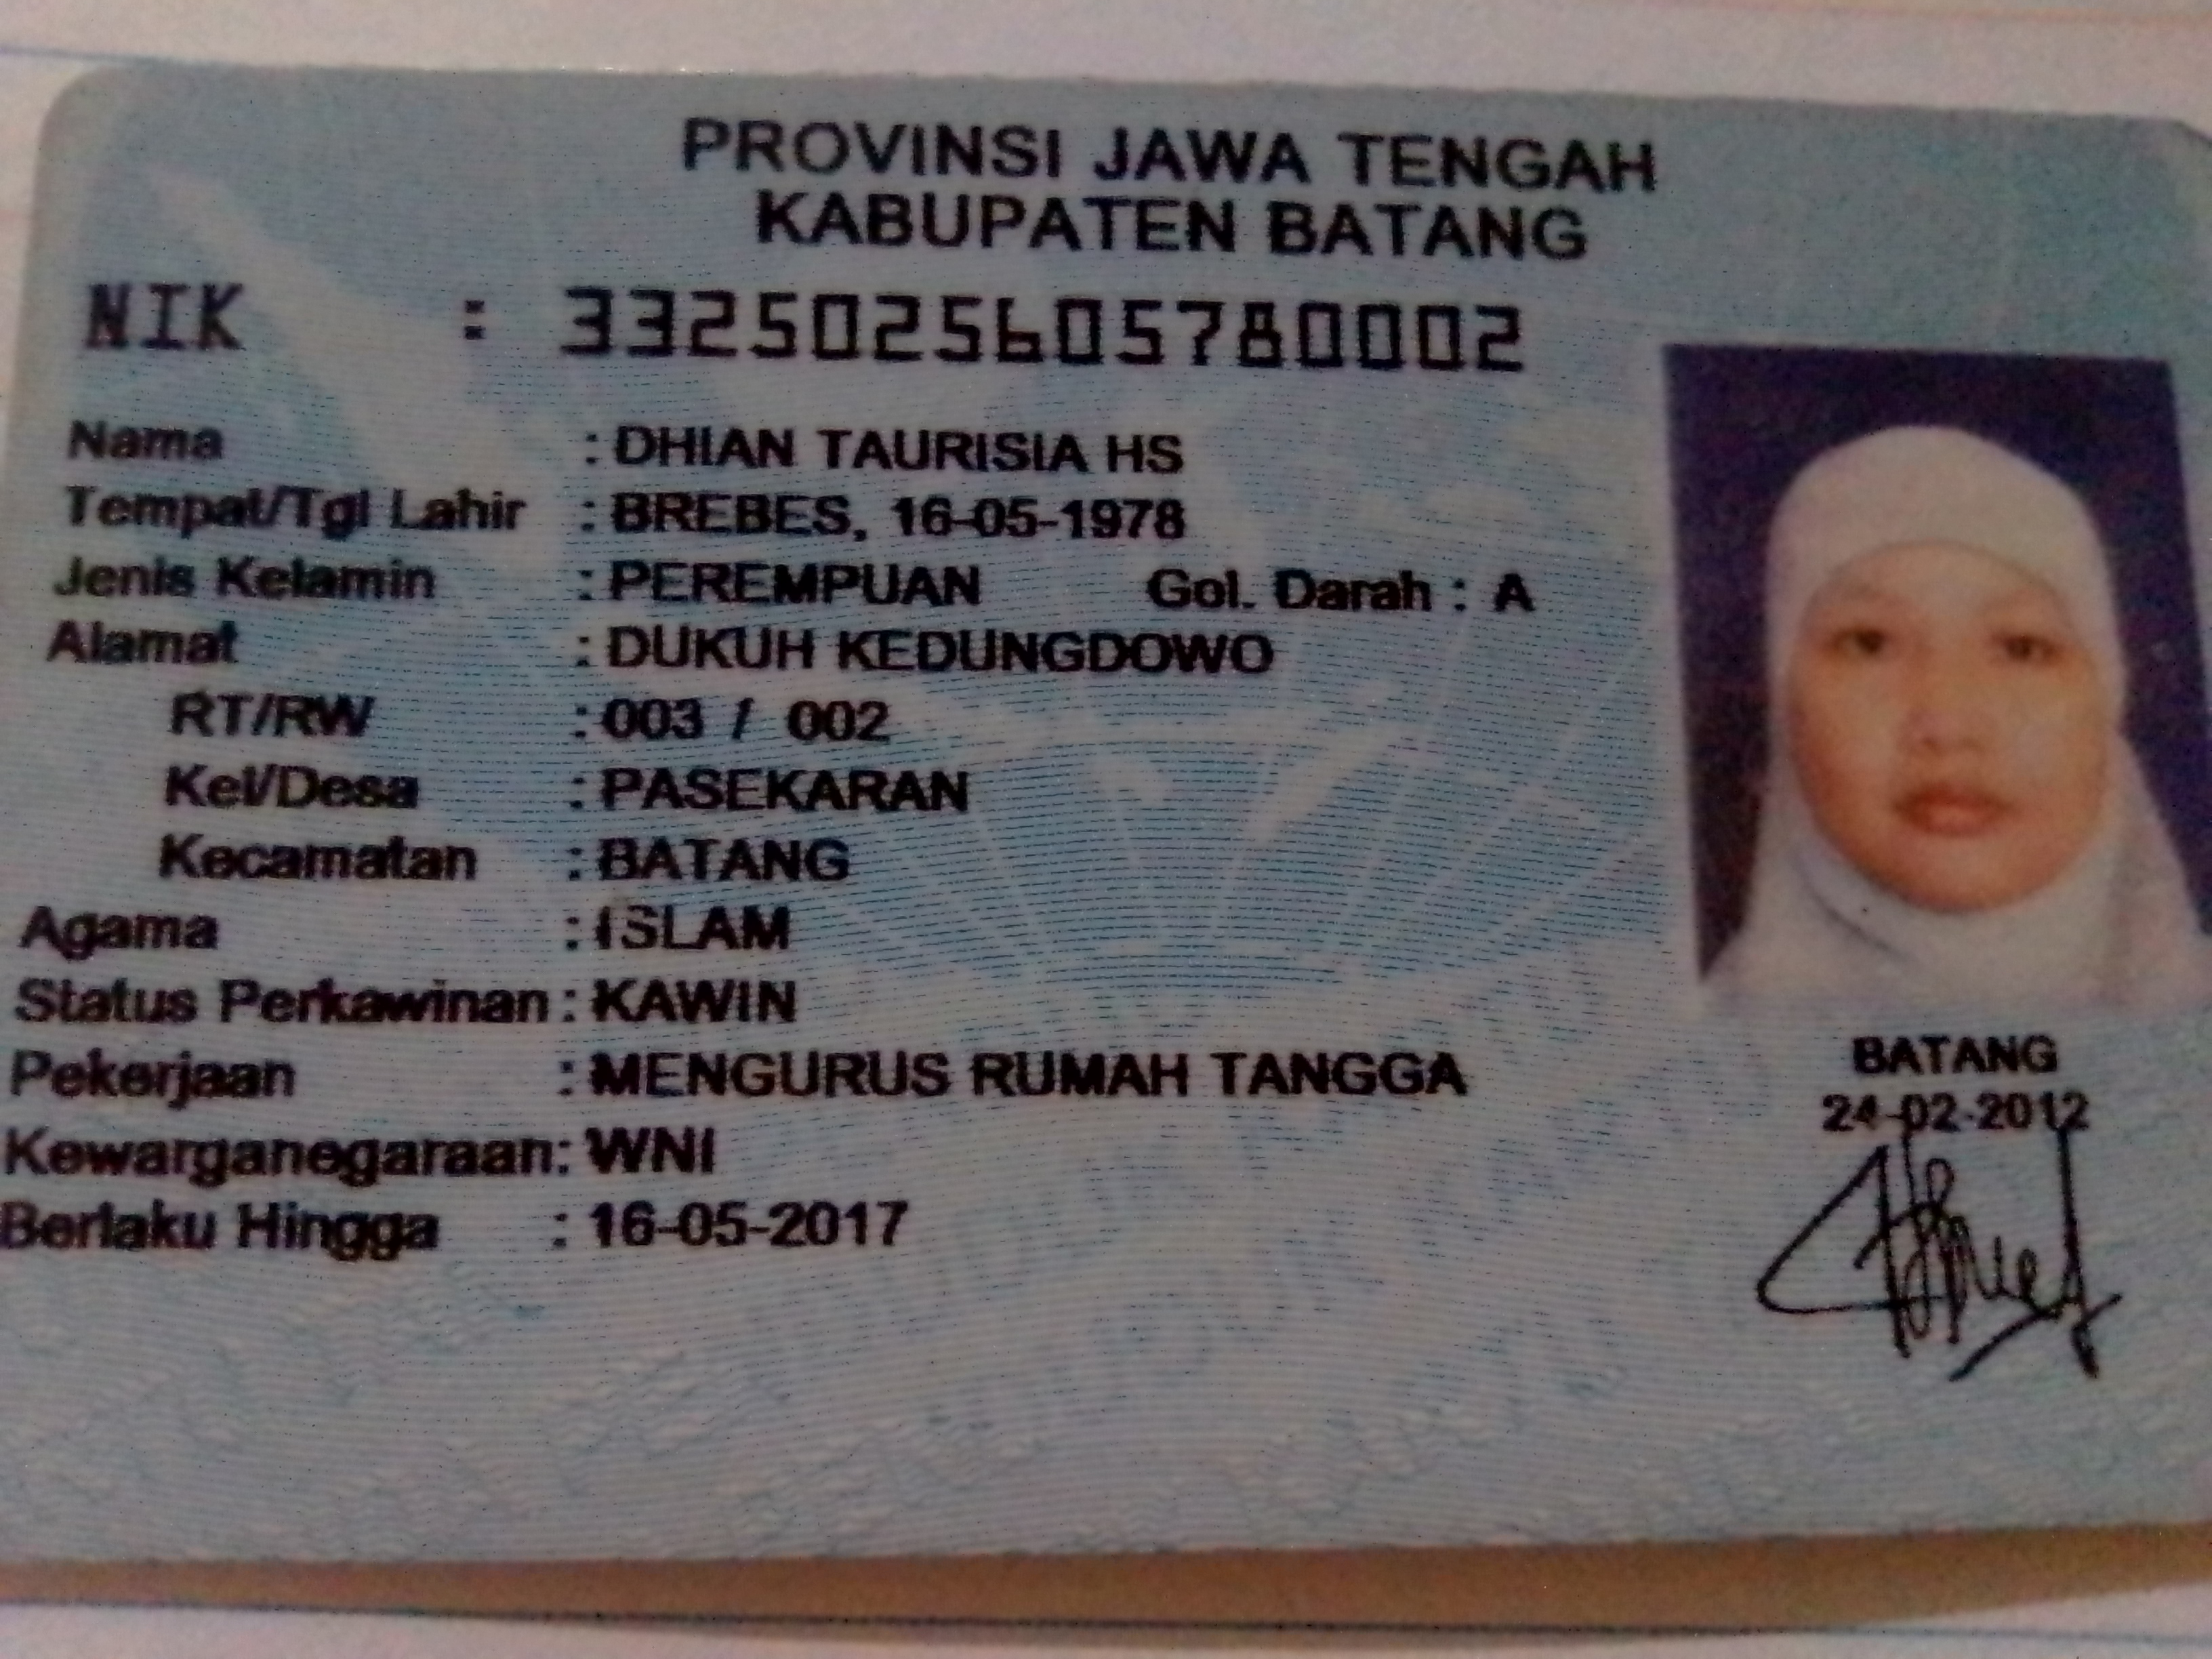 PROVINSI JAWA TENGAH
KABUPATEN BATANG
NIK : 3325025605780002
Nama : DHIAN TAURISIA HS
Tempat/Tgl Lahir : BREBES, 16-05-1978
Jenis Kelamin : PEREMPUAN Gol. Darah : A
Alamat : DUKUH KEDUNGDOWO
RT/RW : 003 / 002
Kel/Desa : PASEKARAN
Kecamatan : BATANG
Agama : ISLAM
Status Perkawinan : KAWIN
Pekerjaan : MENGURUS RUMAH TANGGA
Kewarganegaraan : WNI
Berlaku Hingga : 16-05-2017
BATANG
24-02-2012